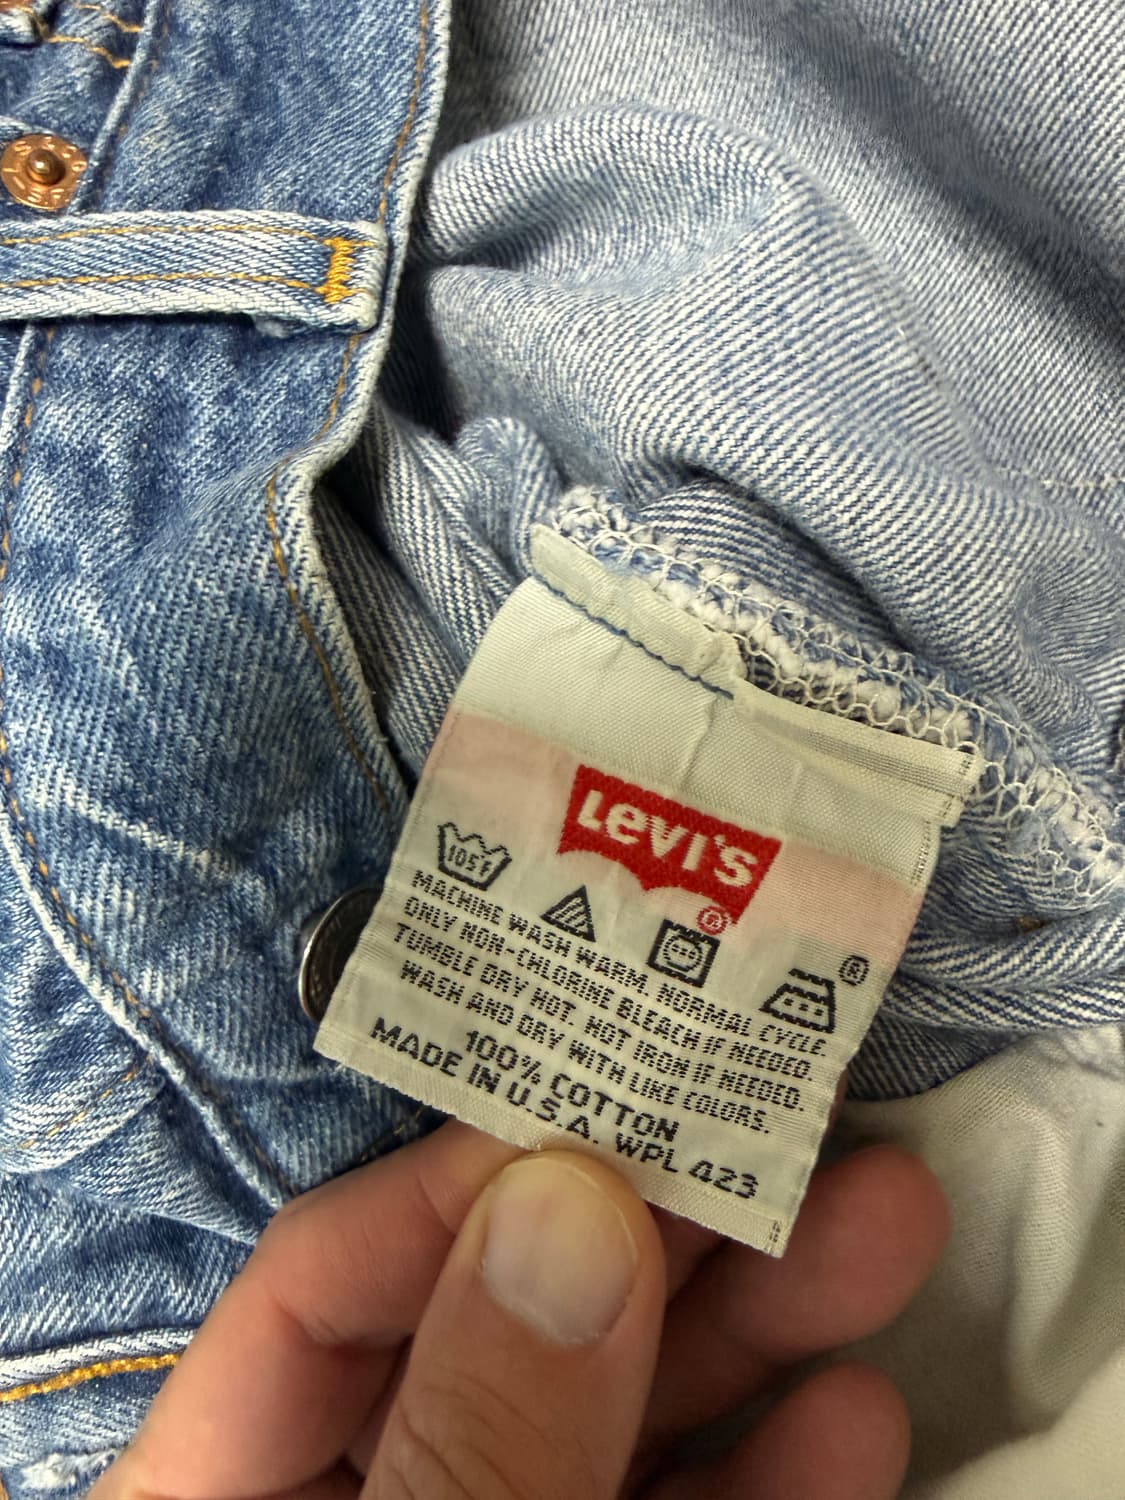 Levi's
®
105F
®
MACHINE WASH WARM, NORMAL CYCLE.
ONLY NON-CHLORINE BLEACH IF NEEDED.
TUMBLE DRY HOT. HOT IRON IF NEEDED.
WASH AND DRY WITH LIKE COLORS.
100% COTTON
MADE IN U.S.A. WPL 423